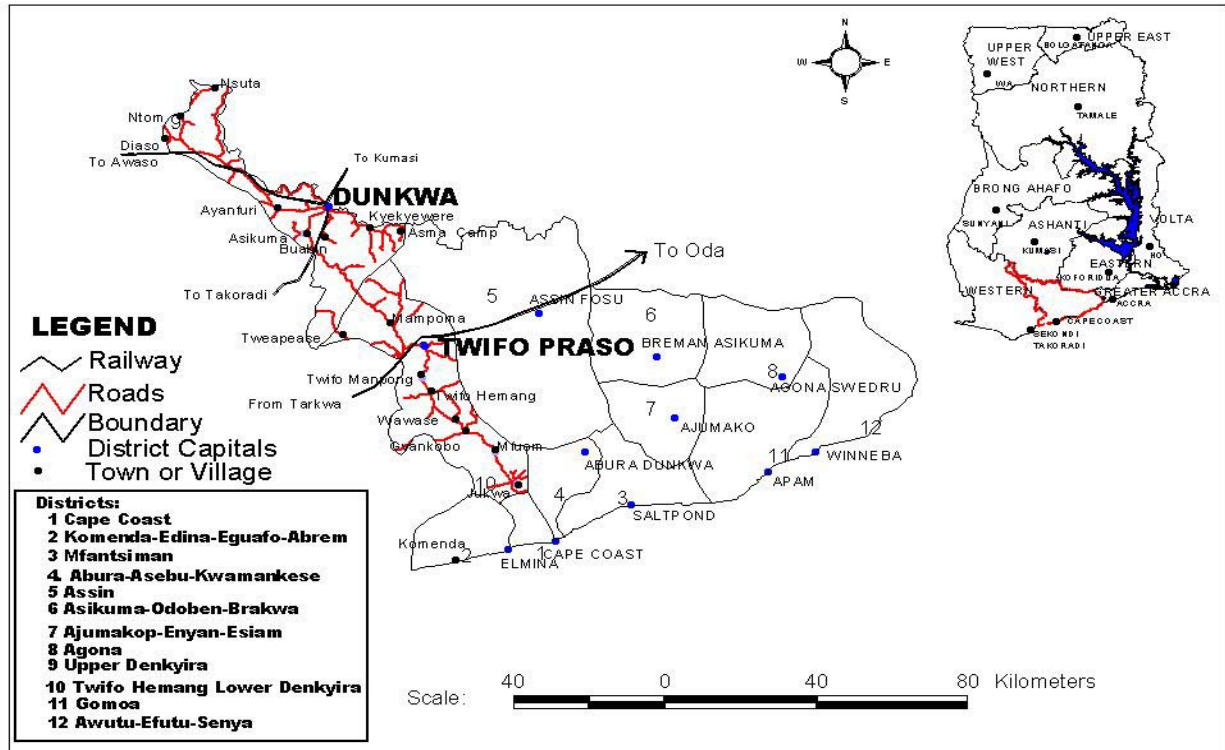 N
W E
S
Nsuta
Ntom
9
Diaso
To Awaso
To Kumasi
DUNKWA
Ayanfuri
Kyekyewere
Asikuma
Asma Camp
To Takoradi
To Oda
5
ASSIN FOSU
Mampoma
Tweapease
TWIFO PRASO
6
BREMAN ASIKUMA
8
AGONA SWEDRU
Twifo Manpong
Twifo Hemang
From Tarkwa
7
AJUMAKO
Wawase
12
Mfuam
ABURA DUNKWA
11
WINNEBA
APAM
10
Jukwa
4
3
SALTPOND
Komenda
2
ELMINA
1
CAPE COAST
UPPER EAST
BOLGATANGA
UPPER
WEST
WA
NORTHERN
TAMALE
BRONG AHAFO
SUNYANI
VOLTA
ASHANTI
KUMASI
HO
EASTERN
KOFORIDUA
WESTERN
GREATER ACCRA
ACCRA
CAPECOAST
SEKONDI
TAKORADI
LEGEND
Railway
Roads
Boundary
District Capitals
Town or Village
Districts:
1 Cape Coast
2 Komenda-Edina-Eguafo-Abrem
3 Mfantsiman
4. Abura-Asebu-Kwamankese
5 Assin
6 Asikuma-Odoben-Brakwa
7 Ajumakop-Enyan-Esiam
8 Agona
9 Upper Denkyira
10 Twifo Hemang Lower Denkyira
11 Gomoa
12 Awutu-Efutu-Senya
Scale:
40 0 40 80 Kilometers